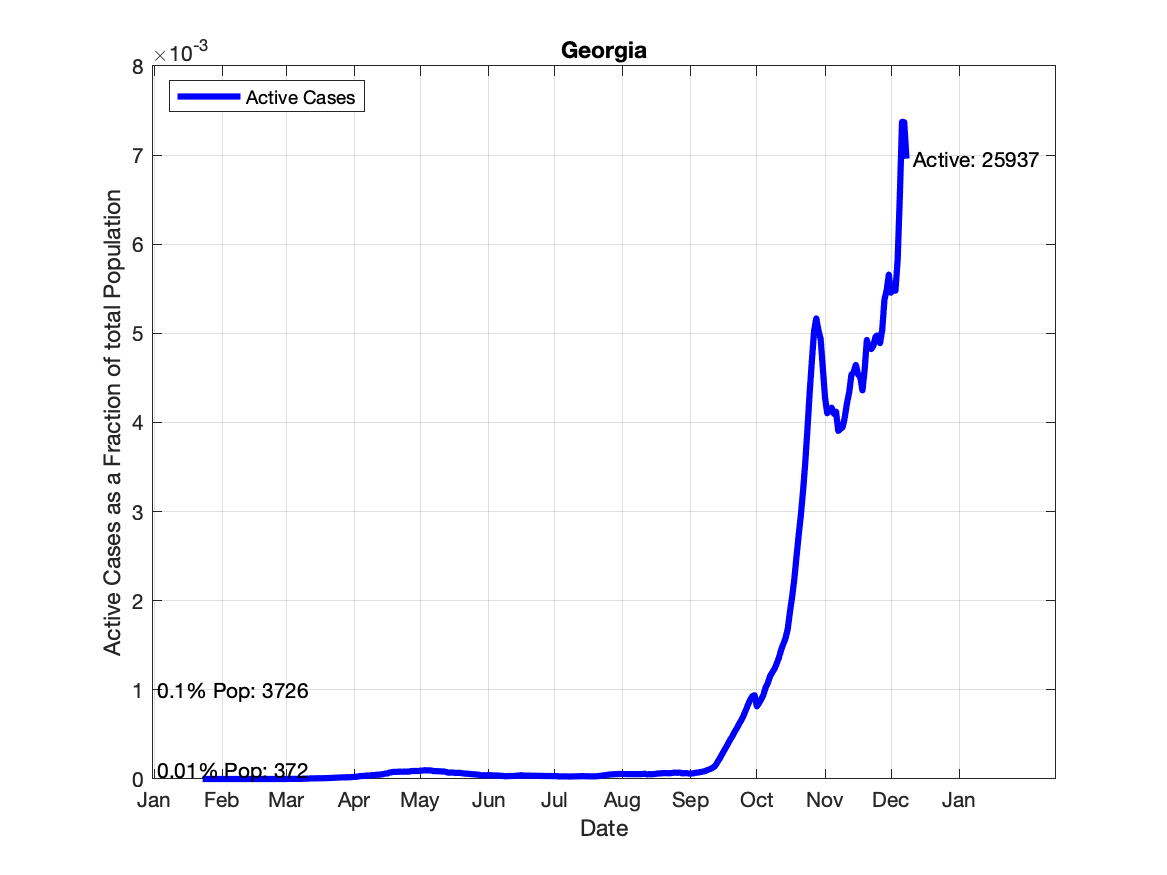 ×10-3
Georgia
8
Active Cases
7
Active: 25937
6
5
4
3
2
1
0.1% Pop: 3726
0.01% Pop: 372
0
Active Cases as a Fraction of total Population
Jan Feb Mar Apr May Jun Jul Aug Sep Oct Nov Dec Jan
Date